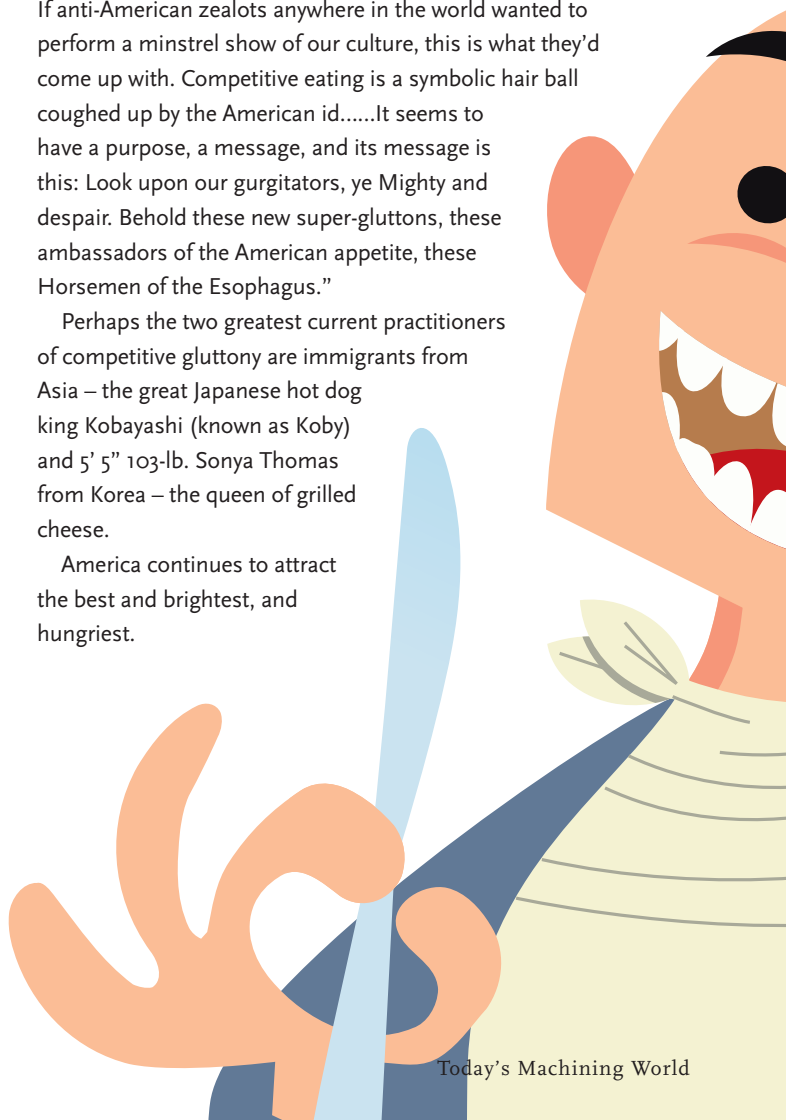 If anti-American zealots anywhere in the world wanted to
perform a minstrel show of our culture, this is what they’d
come up with. Competitive eating is a symbolic hair ball
coughed up by the American id......It seems to
have a purpose, a message, and its message is
this: Look upon our gurgitators, ye Mighty and
despair. Behold these new super-gluttons, these
ambassadors of the American appetite, these
Horsemen of the Esophagus.”
Perhaps the two greatest current practitioners
of competitive gluttony are immigrants from
Asia – the great Japanese hot dog
king Kobayashi (known as Koby)
and 5’ 5” 103-lb. Sonya Thomas
from Korea – the queen of grilled
cheese.
America continues to attract
the best and brightest, and
hungriest.
Today’s Machining World